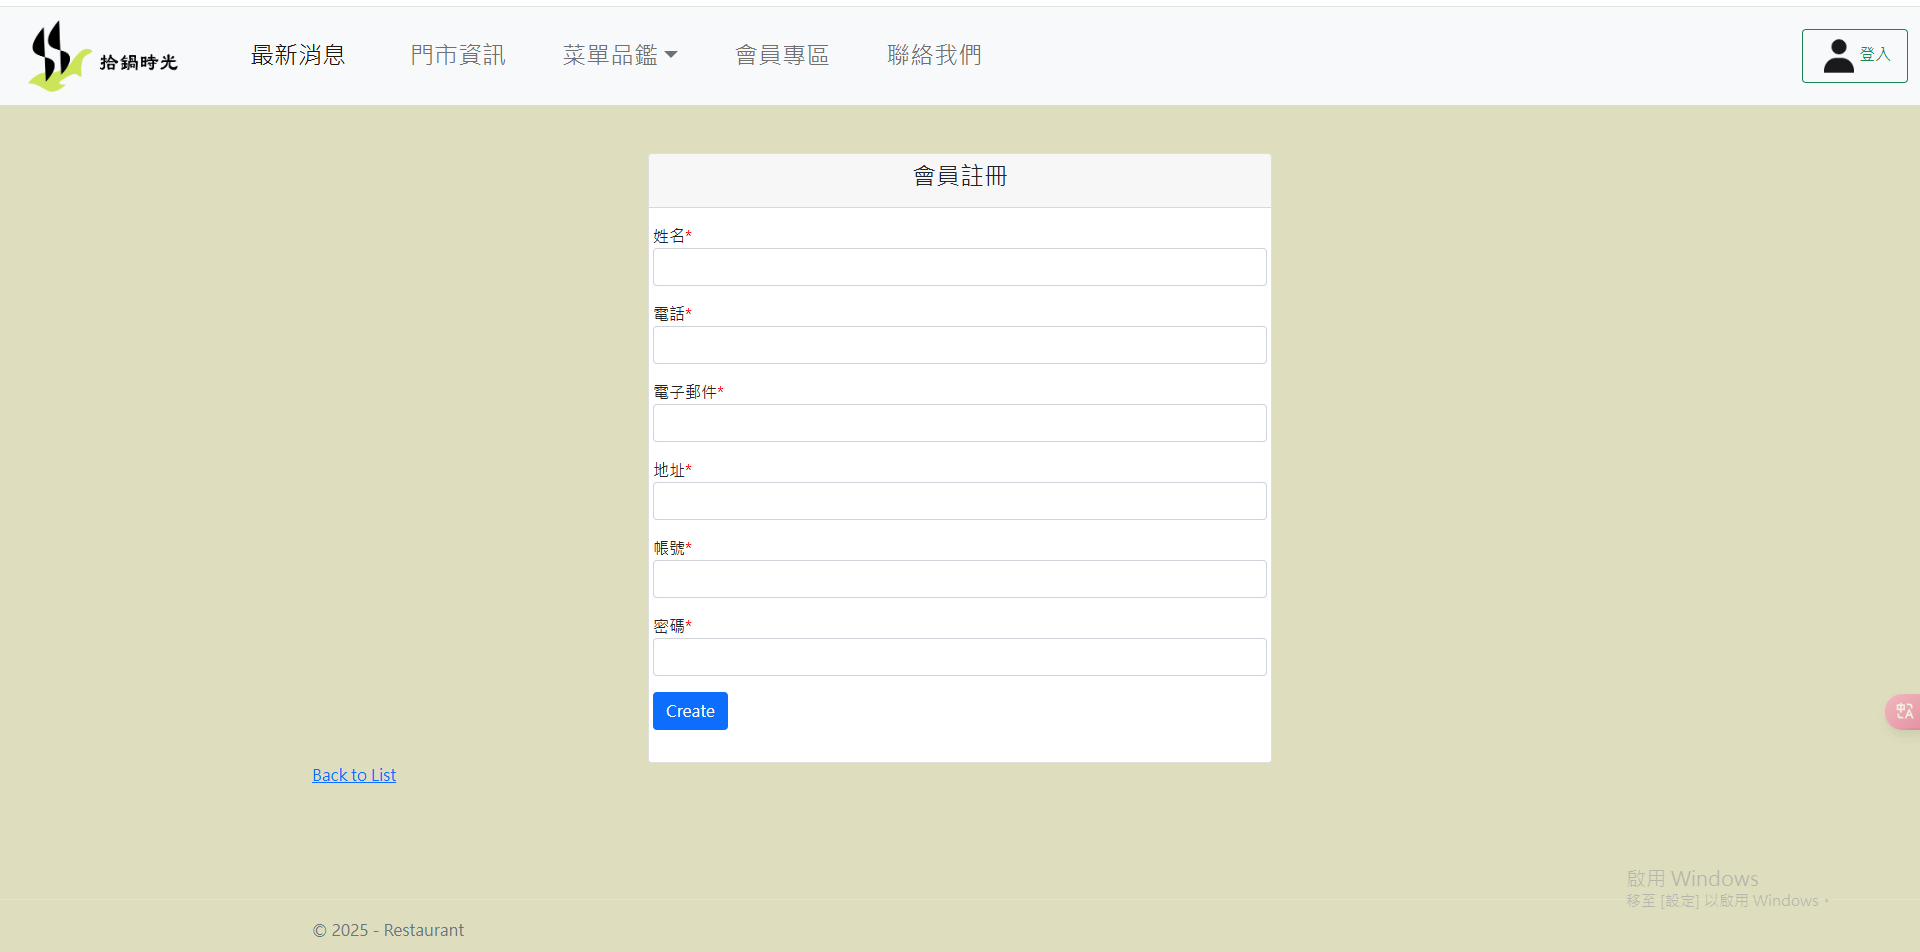 拾鍋時光
最新消息 門市資訊 菜單品鑑 會員專區 聯絡我們
登入
會員註冊
姓名*
電話*
電子郵件*
地址*
帳號*
密碼*
Create
Back to List
啟用 Windows
移至 [設定] 以啟用 Windows。
© 2025 - Restaurant